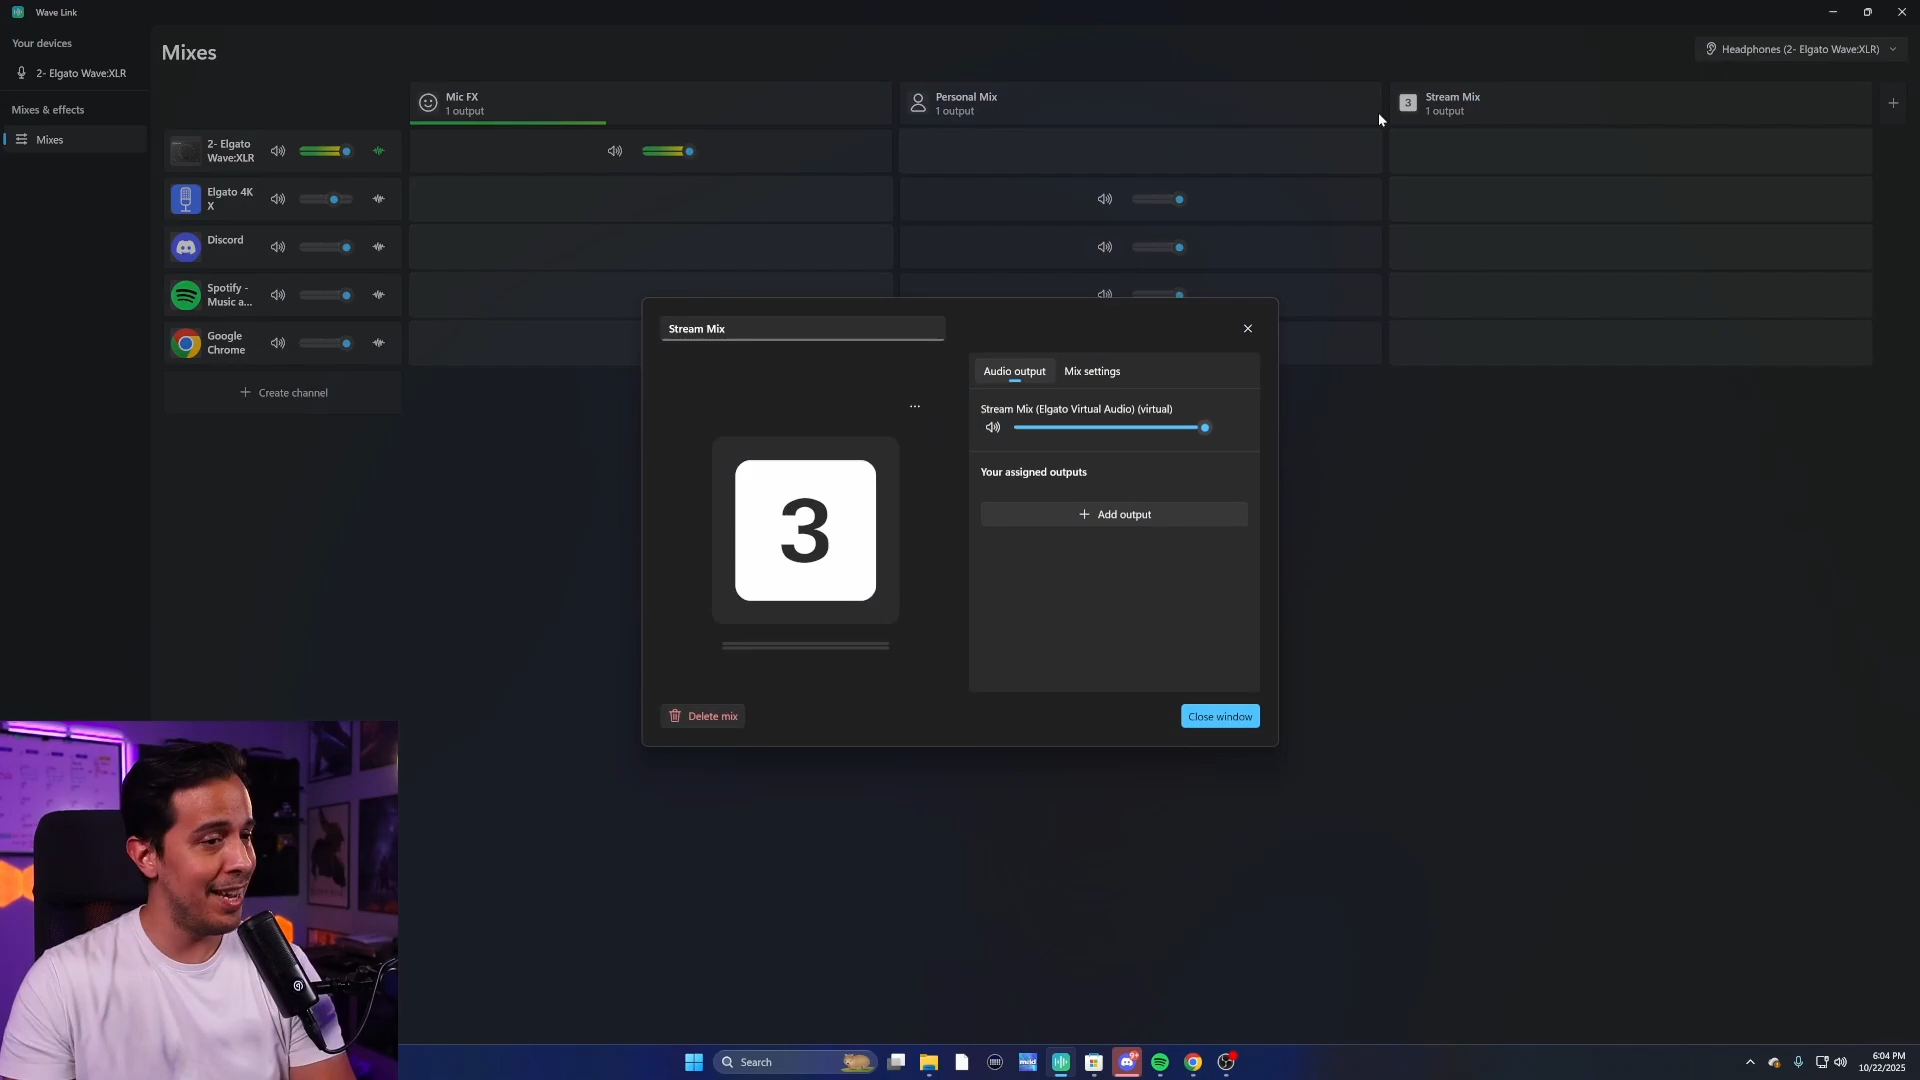 Wave Link
Your devices
2- Elgato Wave:XLR
Mixes & effects
Mixes
Mixes
Headphones (2- Elgato Wave:XLR)
Mic FX
1 output
Personal Mix
1 output
3
Stream Mix
1 output
2- Elgato
Wave:XLR
Elgato 4K
X
Discord
Spotify -
Music a...
Google
Chrome
Create channel
Stream Mix
Audio output
Mix settings
Stream Mix (Elgato Virtual Audio) (virtual)
Your assigned outputs
Add output
3
Delete mix
Close window
Search
meld
9+
6:04 PM
10/22/2025